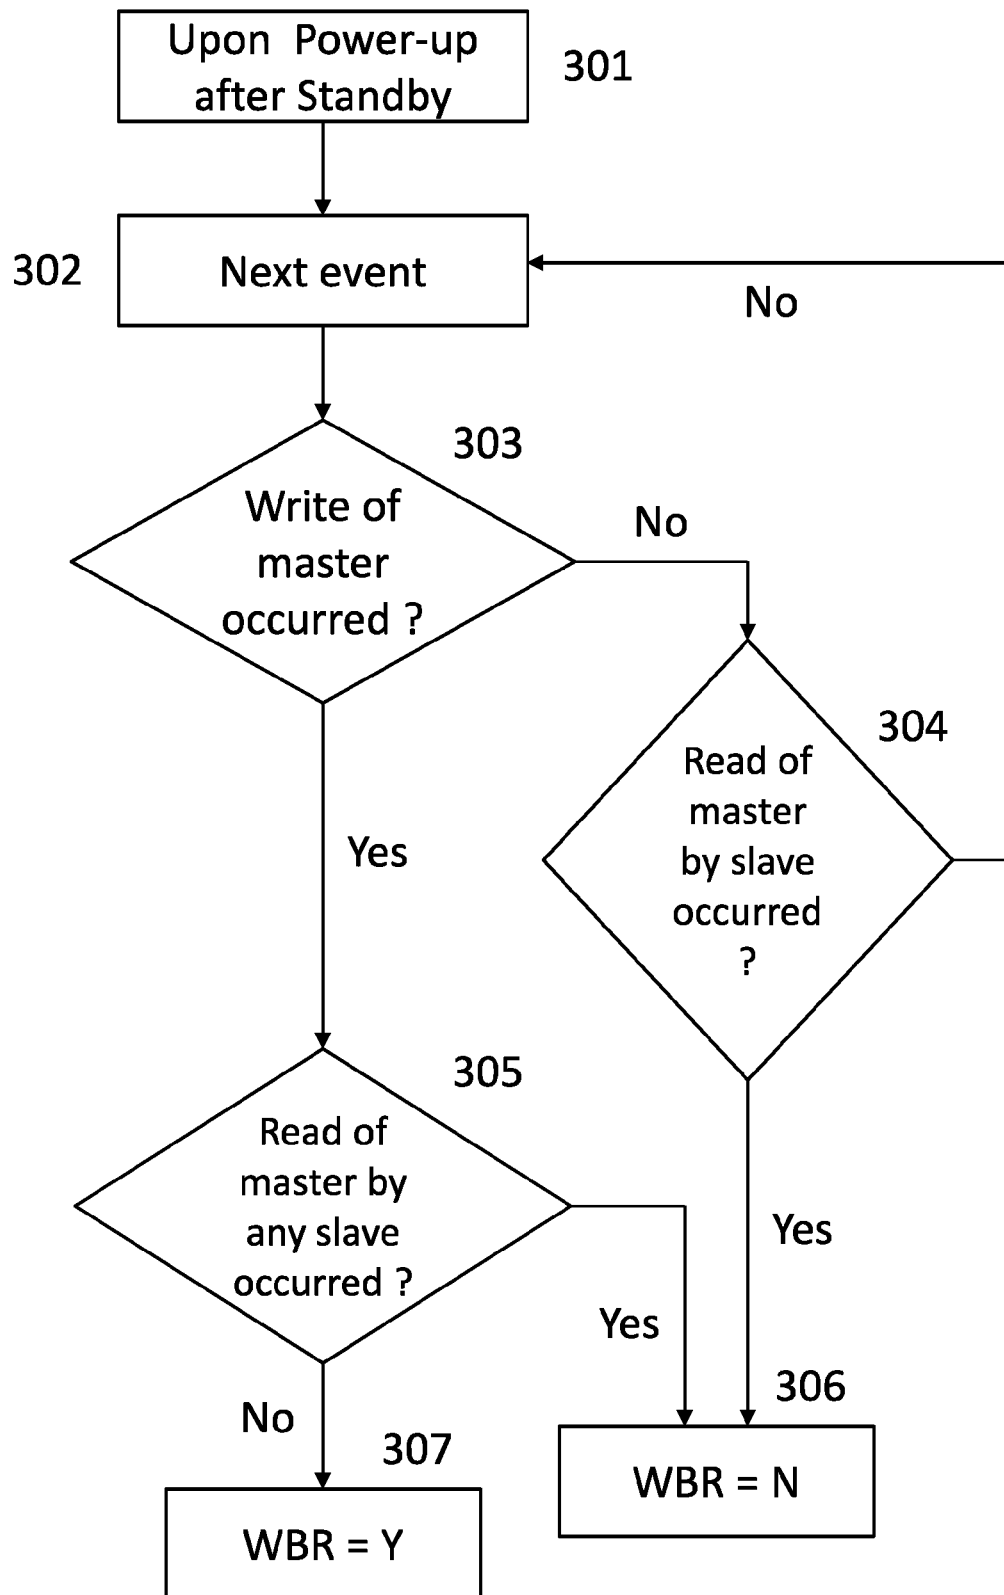 Upon Power-up
after Standby
301
302
Next event
No
303
Write of
master
occurred ?
No
304
Read of
master
by slave
occurred
?
Yes
305
Read of
master by
any slave
occurred ?
Yes
Yes
306
No
307
WBR = N
WBR = Y